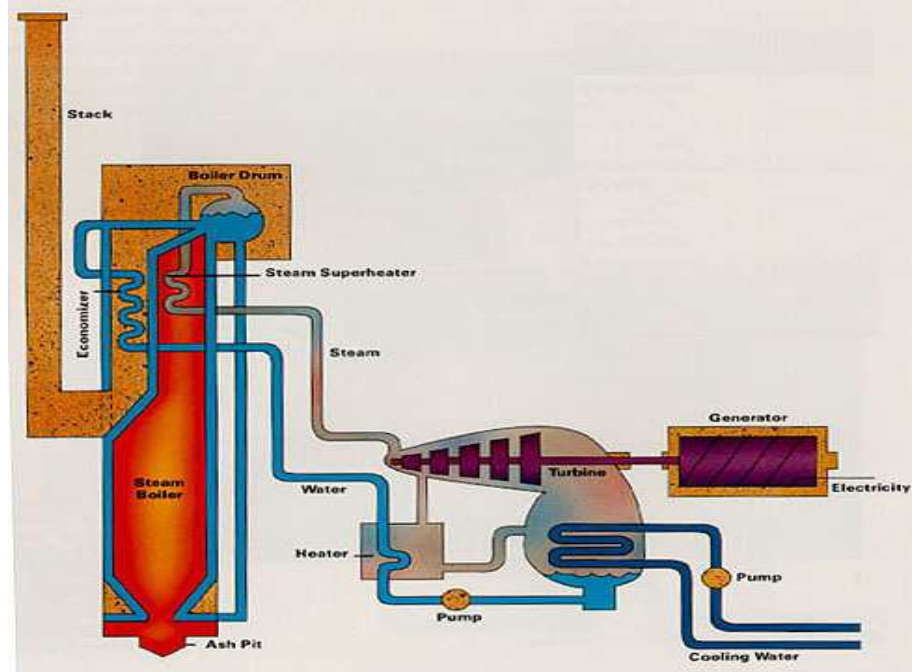 Stack
Boiler Drum
Steam Superheater
Economizer
Steam
Generator
Turbine
Electricity
Steam
Boiler
Water
Heater
Pump
Pump
Ash Pit
Cooling Water